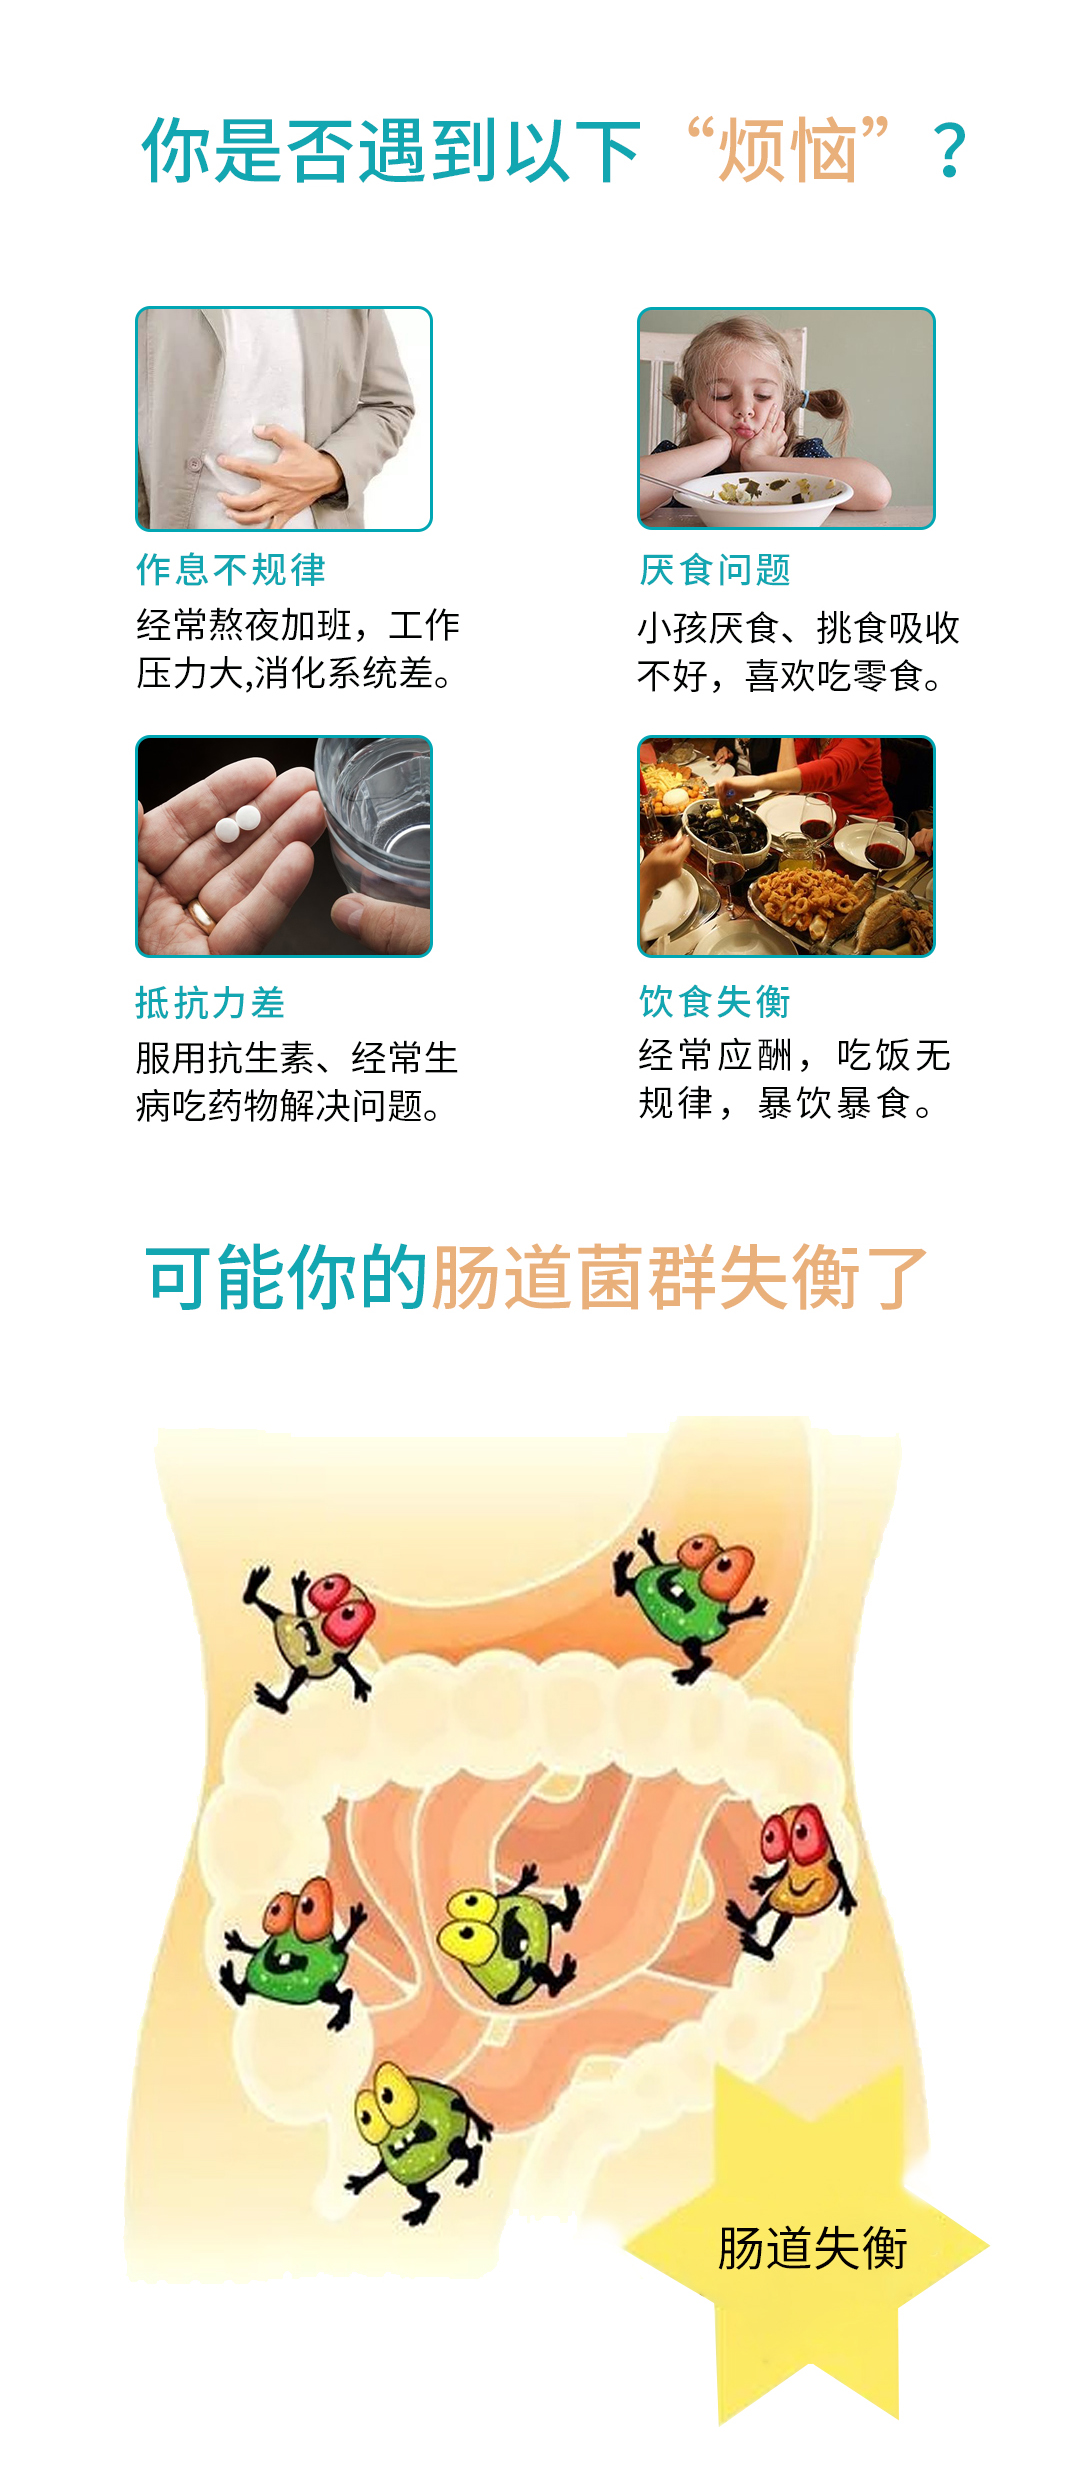 你是否遇到以下“烦恼”？
作息不规律
经常熬夜加班，工作
压力大,消化系统差。
厌食问题
小孩厌食、挑食吸收
不好，喜欢吃零食。
抵抗力差
服用抗生素、经常生
病吃药物解决问题。
饮食失衡
经常应酬，吃饭无
规律，暴饮暴食。
可能你的肠道菌群失衡了
肠道失衡